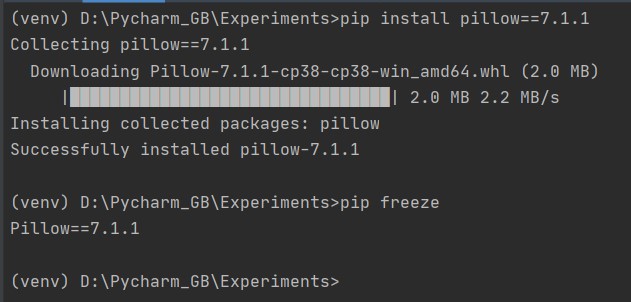 (venv) D:\Pycharm_GB\Experiments>pip install pillow==7.1.1
Collecting pillow==7.1.1
  Downloading Pillow-7.1.1-cp38-cp38-win_amd64.whl (2.0 MB)
     |████████████████████████████████| 2.0 MB 2.2 MB/s
Installing collected packages: pillow
Successfully installed pillow-7.1.1
(venv) D:\Pycharm_GB\Experiments>pip freeze
Pillow==7.1.1
(venv) D:\Pycharm_GB\Experiments>